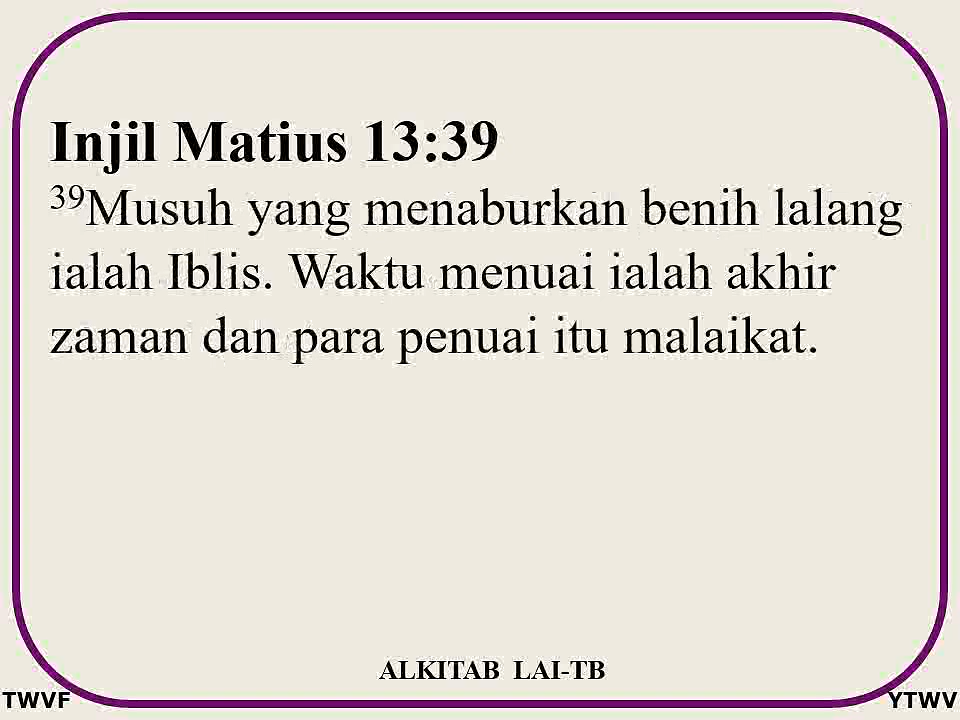 Injil Matius 13:39
39Musuh yang menaburkan benih lalang
ialah Iblis. Waktu menuai ialah akhir
zaman dan para penuai itu malaikat.
ALKITAB LAI-TB
TWVF
YTWV